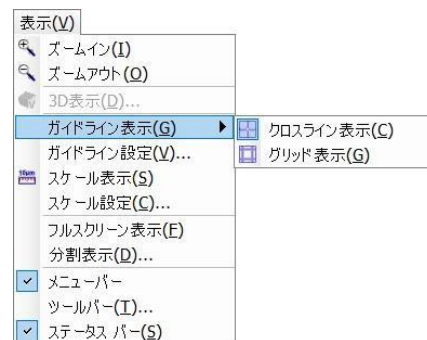 表示(V)
ズームイン(I)
ズームアウト(O)
3D表示(D)...
ガイドライン表示(G)
クロスライン表示(C)
ガイドライン設定(V)...
グリッド表示(G)
10μm
スケール表示(S)
スケール設定(C)...
フルスクリーン表示(F)
分割表示(D)...
メニューバー
ツールバー(T)...
ステータス バー(S)